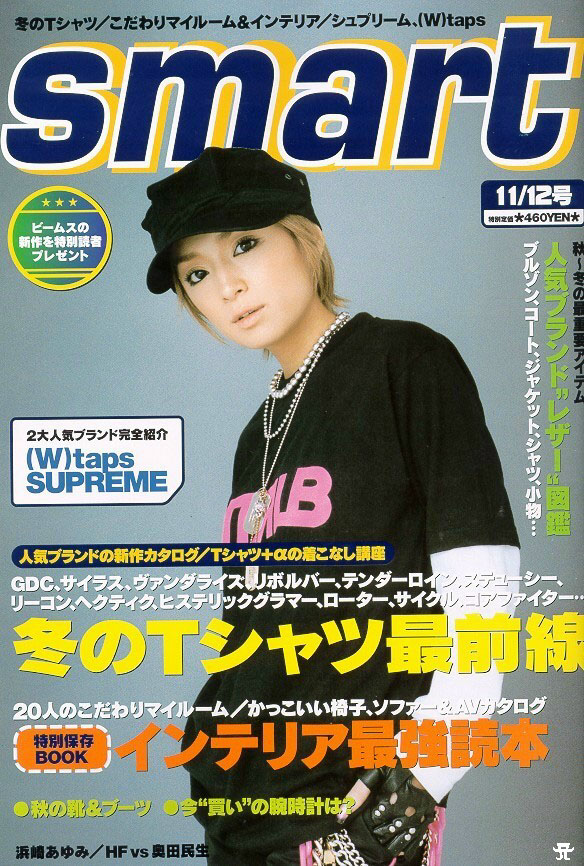 冬のTシャツ/こだわりマイルーム&インテリア/シュプリーム、(W)taps
smart
11/12号
特別定価*460YEN*
ビームスの
新作を特別読者
プレゼント
秋〜冬の最重要アイテム
人気ブランド"レザー"図鑑
ブルゾン、コート、ジャケット、シャツ、小物…
2大人気ブランド完全紹介
(W)taps
SUPREME
人気ブランドの新作カタログ/Tシャツ+αの着こなし講座
GDC、サイラス、ヴァンダライズ、リボルバー、テンダーロイン、ステューシー、
リーコン、ヘクティク、ヒステリックグラマー、ローター、サイクル、コアファイター…
冬のTシャツ最前線
20人のこだわりマイルーム/かっこいい椅子、ソファー&AVカタログ
特別保存
BOOK
インテリア最強読本
●秋の靴&ブーツ ●今"買い"の腕時計は?
浜崎あゆみ/HF vs 奥田民生